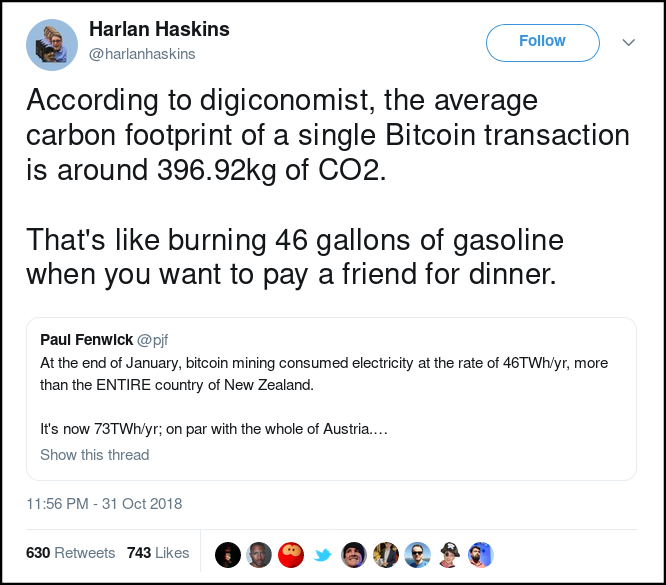 Harlan Haskins
@harlanhaskins
Follow
According to digiconomist, the average
carbon footprint of a single Bitcoin transaction
is around 396.92kg of CO2.
That's like burning 46 gallons of gasoline
when you want to pay a friend for dinner.
Paul Fenwick @pjf
At the end of January, bitcoin mining consumed electricity at the rate of 46TWh/yr, more
than the ENTIRE country of New Zealand.
It's now 73TWh/yr; on par with the whole of Austria.…
Show this thread
11:56 PM - 31 Oct 2018
630 Retweets 743 Likes